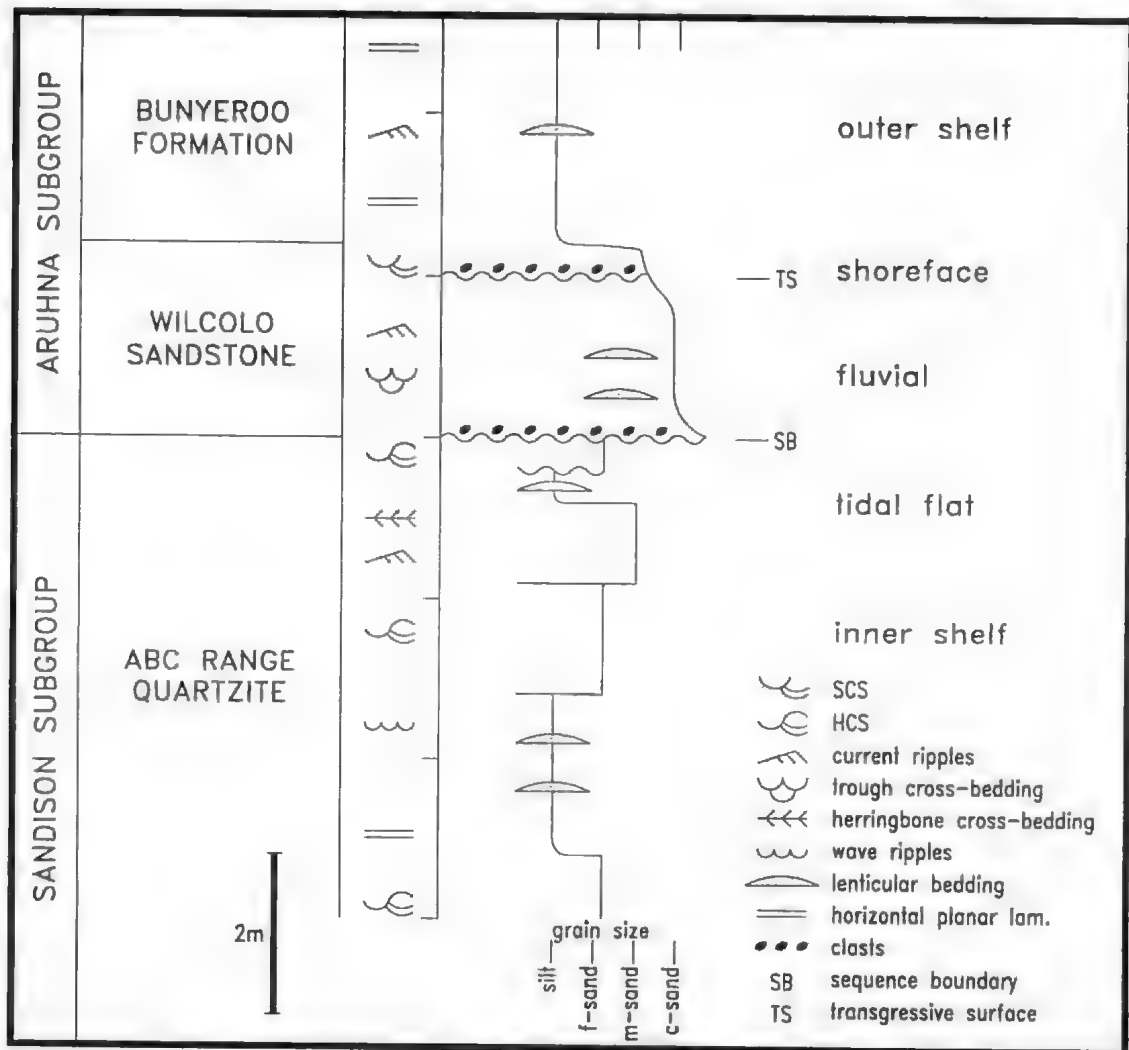 ARUHNA SUBGROUP
SANDISON SUBGROUP
BUNYEROO
FORMATION
WILCOLO
SANDSTONE
ABC RANGE
QUARTZITE
2m
TS
SB
outer shelf
shoreface
fluvial
tidal flat
inner shelf
SCS
HCS
current ripples
trough cross-bedding
herringbone cross-bedding
wave ripples
lenticular bedding
horizontal planar lam.
clasts
SB sequence boundary
TS transgressive surface
grain size
silt
f-sand
m-sand
c-sand